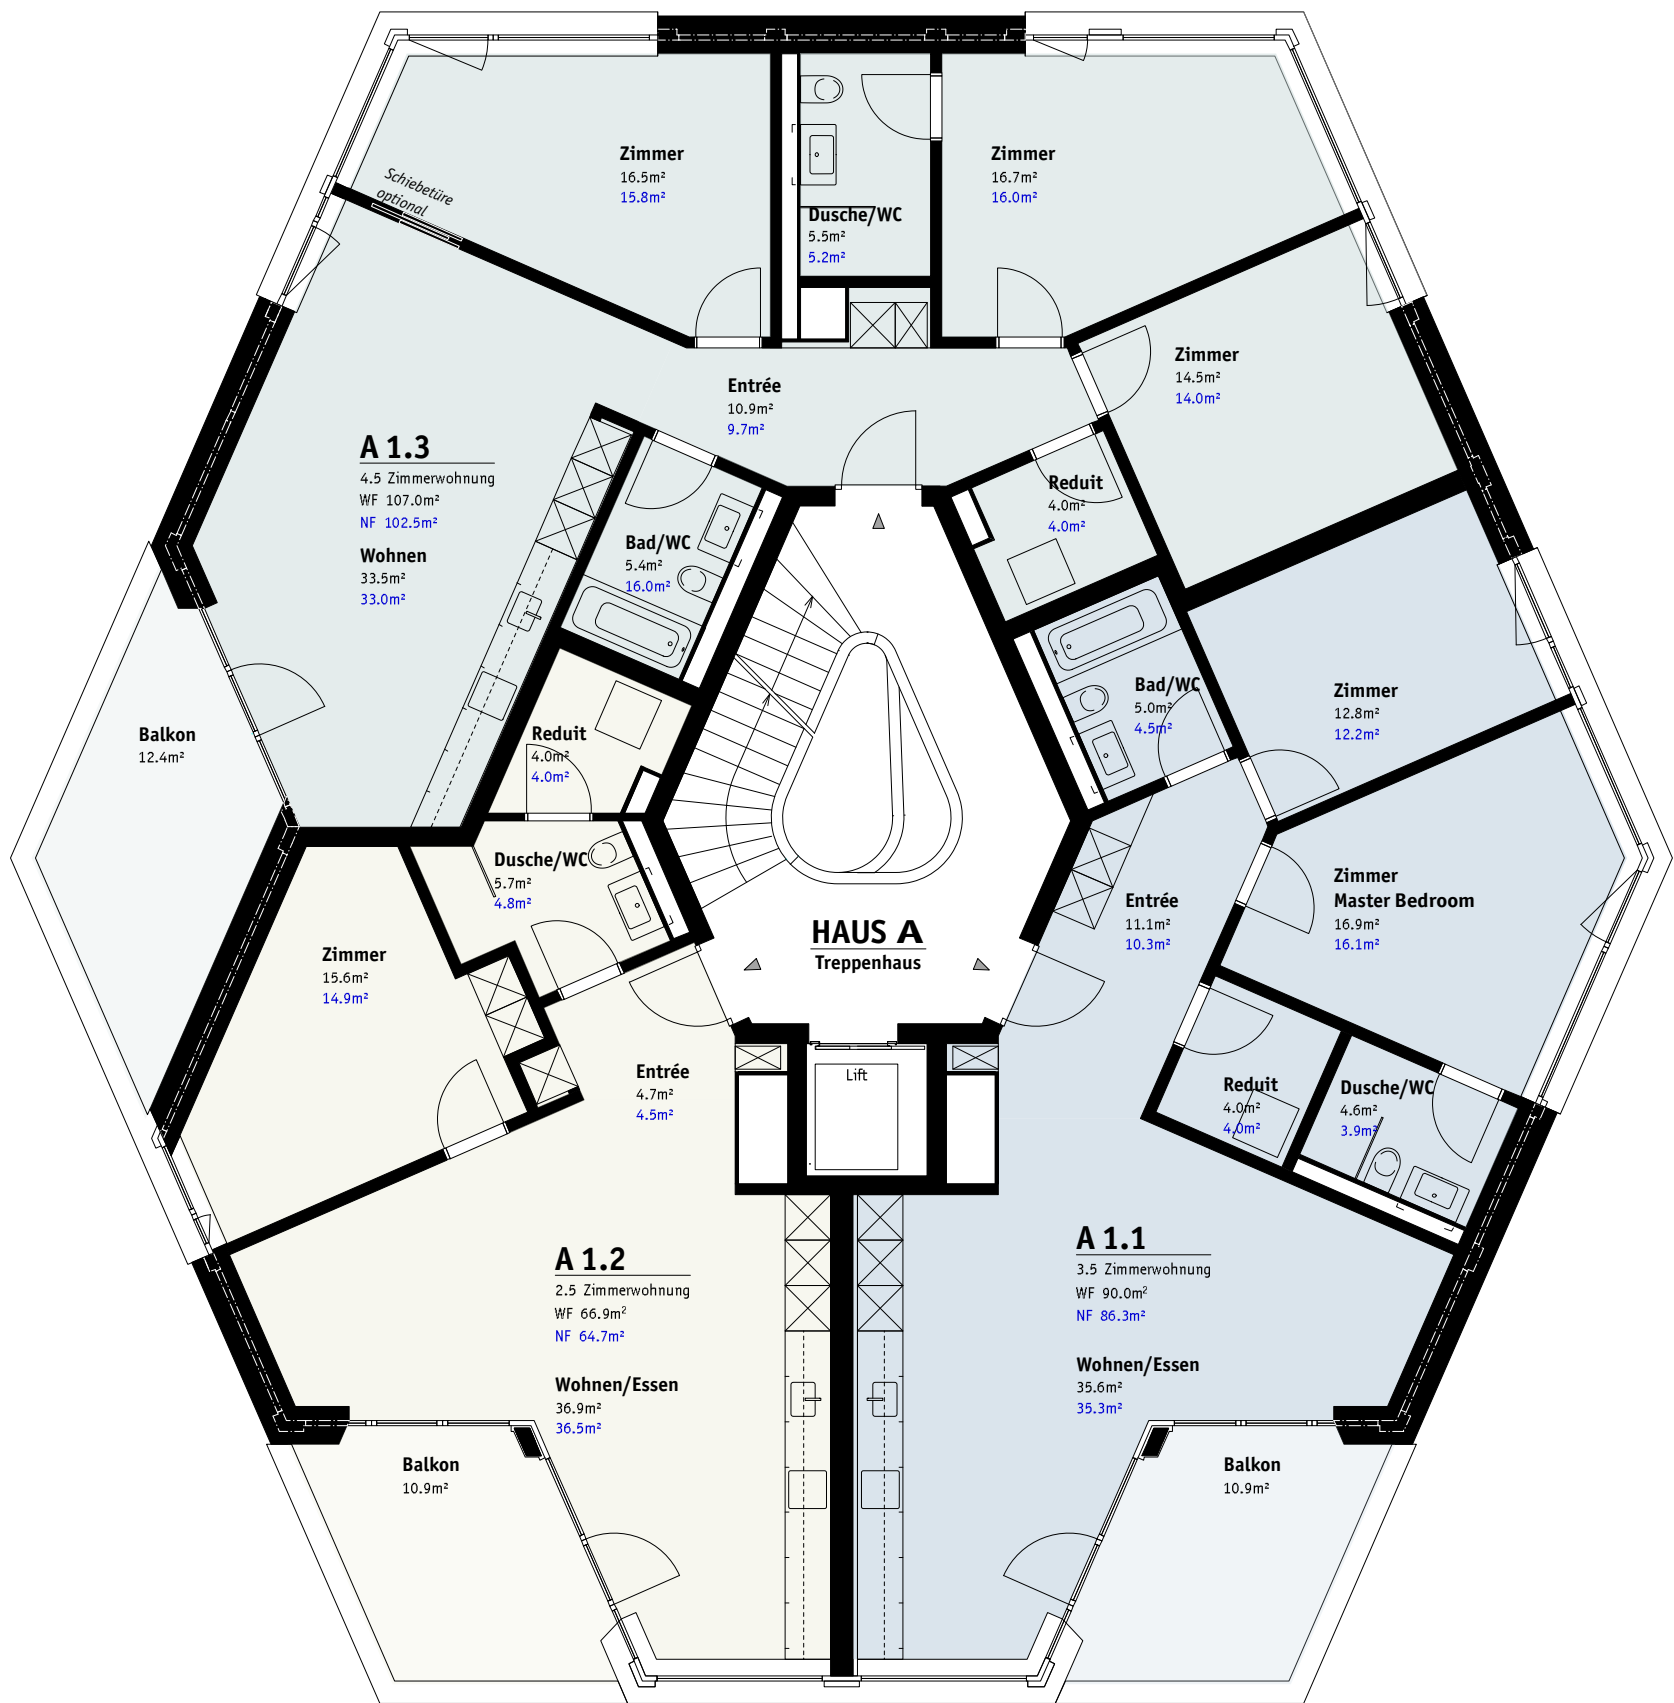 Zimmer
16.5m²
15.8m²
Schiebetüre
optional
Dusche/WC
5.5m²
5.2m²
Zimmer
16.7m²
16.0m²
Zimmer
14.5m²
14.0m²
Entrée
10.9m²
9.7m²
A 1.3
4.5 Zimmerwohnung
WF 107.0m²
NF 102.5m²
Wohnen
33.5m²
33.0m²
Bad/WC
5.4m²
16.0m²
Reduit
4.0m²
4.0m²
Balkon
12.4m²
Reduit
4.0m²
4.0m²
Bad/WC
5.0m²
4.5m²
Zimmer
12.8m²
12.2m²
Dusche/WC
5.7m²
4.8m²
Zimmer
Master Bedroom
16.9m²
16.1m²
Entrée
11.1m²
10.3m²
HAUS A
Treppenhaus
Zimmer
15.6m²
14.9m²
Entrée
4.7m²
4.5m²
Lift
Reduit
4.0m²
4.0m²
Dusche/WC
4.6m²
3.9m²
A 1.2
2.5 Zimmerwohnung
WF 66.9m²
NF 64.7m²
Wohnen/Essen
36.9m²
36.5m²
A 1.1
3.5 Zimmerwohnung
WF 90.0m²
NF 86.3m²
Wohnen/Essen
35.6m²
35.3m²
Balkon
10.9m²
Balkon
10.9m²